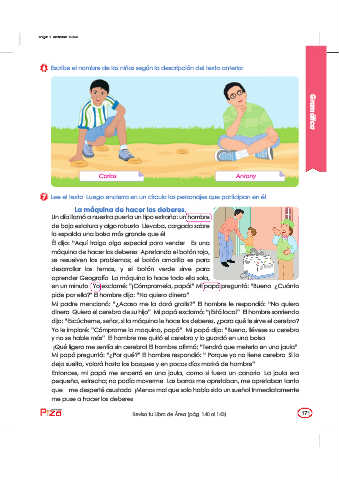 6 Escribe el nombre de los niños según la descripción del texto anterior
Gramática
Carlos
Antony
7 Lee el texto. Luego encierra en un círculo los personajes que participan en él
La máquina de hacer los deberes.
Un día llamó a nuestra puerta un tipo extraño: un hombre
de baja estatura y algo robusto. Llevaba, cargada sobre
la espalda una bolsa más grande que él
Él dijo: "Aquí traigo algo especial para vender. Es una
máquina de hacer los deberes. Apretando el botón rojo,
se resuelven los problemas; el botón amarillo es para
desarrollar los temas, y el botón verde sirve para
aprender Geografía. La máquina lo hace todo ella sola,
en un minuto. Yo exclamé: "¡Cómpramela, papá!" Mi papá preguntó: "Bueno. ¿Cuánto
pide por ella?" El hombre dijo: "No quiero dinero"
Mi padre mencionó: "¿Acaso me la dará gratis?" El hombre le respondió: "No quiero
dinero. Quiero el cerebro de su hijo" Mi papá exclamó: "¡Está loco!" El hombre sonriendo
dijo: "Escúcheme, señor, si la máquina le hace los deberes, ¿para qué le sirve el cerebro?
Yo le imploré: "Cómprame la máquina, papá". Mi papá dijo: "Bueno, llévese su cerebro
y no se hable más". El hombre me quitó el cerebro y lo guardó en una bolsa
¡Qué ligero me sentía sin cerebro! El hombre afirmó; "Tendrá que meterlo en una jaula"
Mi papá preguntó: "¿Por qué?" El hombre respondió: " Porque ya no tiene cerebro. Si lo
deja suelto, volará hasta los bosques y en pocos días morirá de hambre"
Entonces, mi papá me encerró en una jaula, como si fuera un canario. La jaula era
pequeña, estrecha; no podía moverme. Las barras me apretaban, me apretaban tanto
que me desperté asustado. ¡Menos mal que solo había sido un sueño! Inmediatamente
me puse a hacer los deberes
Pizo
Revisa tu Libro de Área (pág. 140 al 143)
171